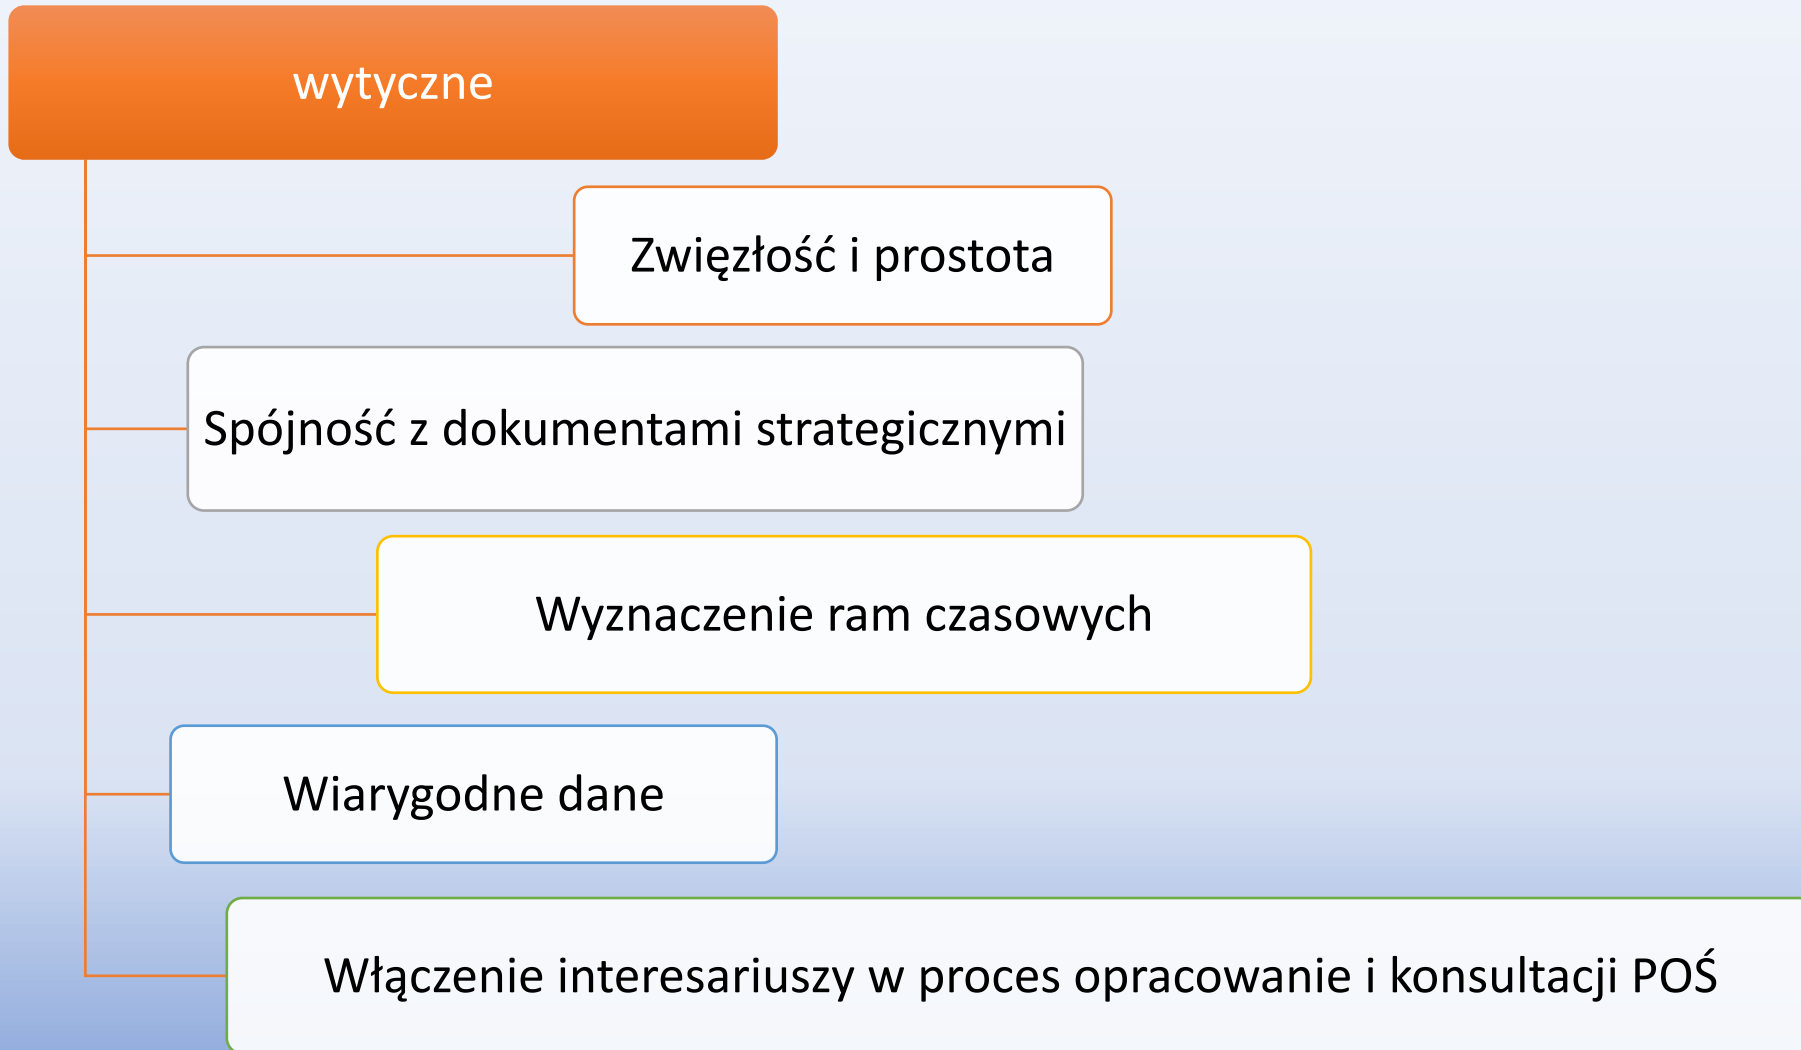 wytyczne
Zwięzłość i prostota
Spójność z dokumentami strategicznymi
Wyznaczenie ram czasowych
Wiarygodne dane
Włączenie interesariuszy w proces opracowanie i konsultacji POŚ